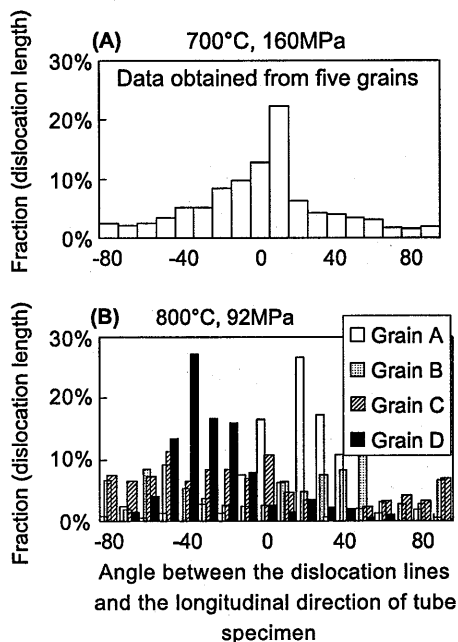 (A) 700°C, 160MPa
Data obtained from five grains
Fraction (dislocation length)
30%
20%
10%
0%
-80 -40 0 40 80
(B) 800°C, 92MPa
Grain A
Grain B
Grain C
Grain D
Fraction (dislocation length)
30%
20%
10%
0%
-80 -40 0 40 80
Angle between the dislocation lines
and the longitudinal direction of tube
specimen